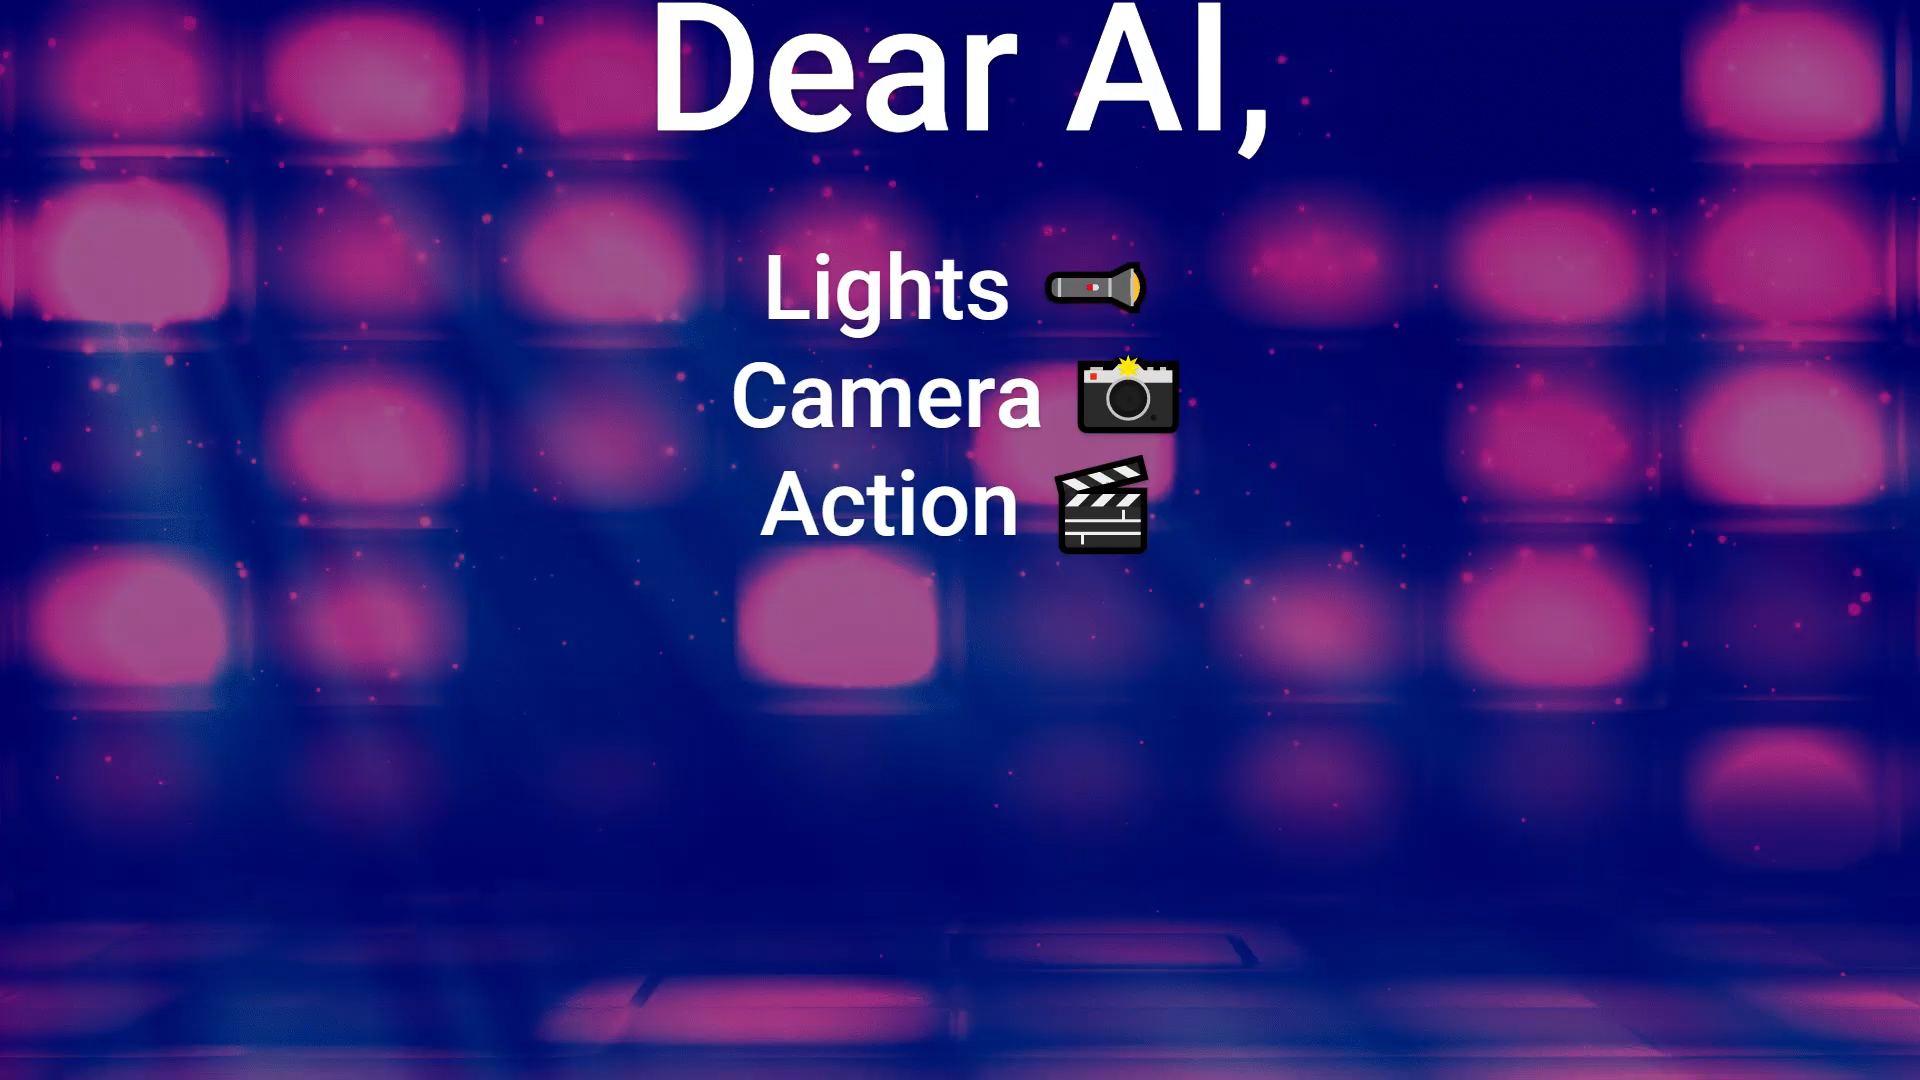 Dear AI,
Lights 🔦
Camera 📸
Action 🎬